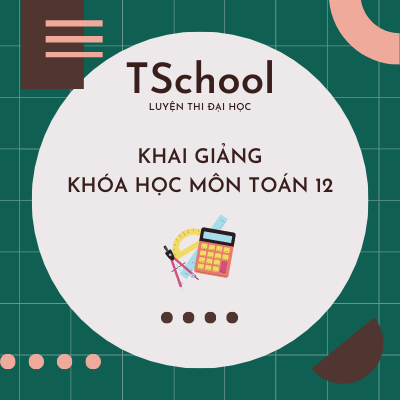 TSchool
LUYỆN THI ĐẠI HỌC
KHAI GIẢNG
KHÓA HỌC MÔN TOÁN 12